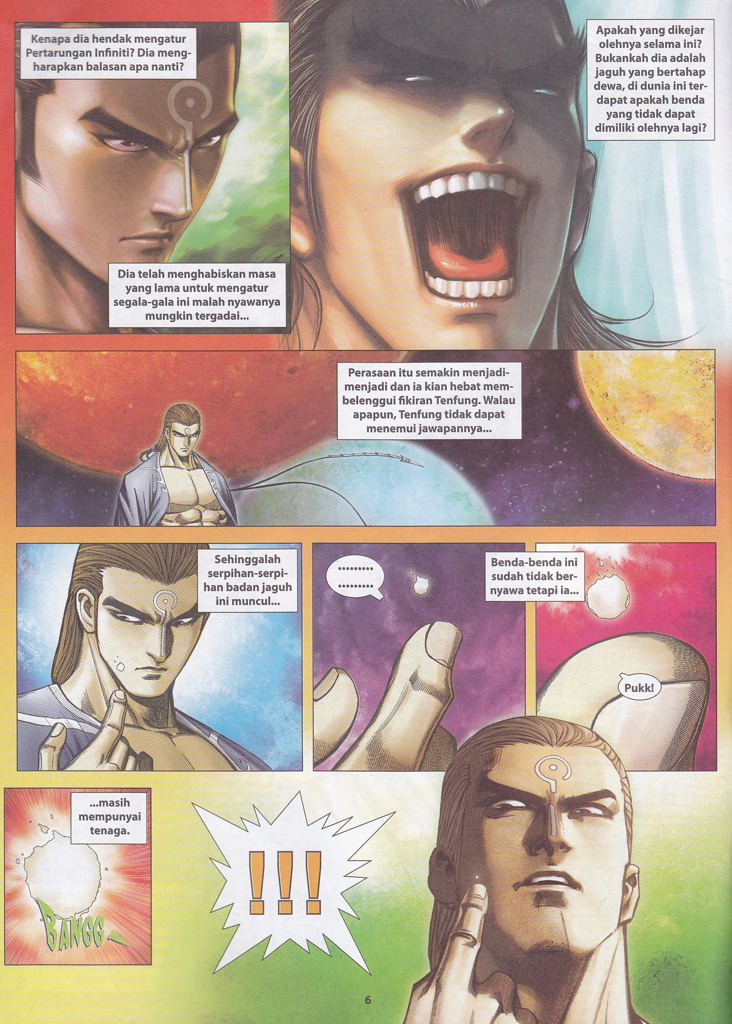 Kenapa dia hendak mengatur
Pertarungan Infiniti? Dia meng-
harapkan balasan apa nanti?
Apakah yang dikejar
olehnya selama ini?
Bukankah dia adalah
jaguh yang bertahap
dewa, di dunia ini ter-
dapat apakah benda
yang tidak dapat
dimiliki olehnya lagi?
Dia telah menghabiskan masa
yang lama untuk mengatur
segala-gala ini malah nyawanya
mungkin tergadai...
Perasaan itu semakin menjadi-
menjadi dan ia kian hebat mem-
belenggui fikiran Tenfung. Walau
apapun, Tenfung tidak dapat
menemui jawapannya...
Sehinggalah
serpihan-serpi-
han badan jaguh
ini muncul...
.........
.........
Benda-benda ini
sudah tidak ber-
nyawa tetapi ia...
Pukk!
...masih
mempunyai
tenaga.
BANGG
!!!
6